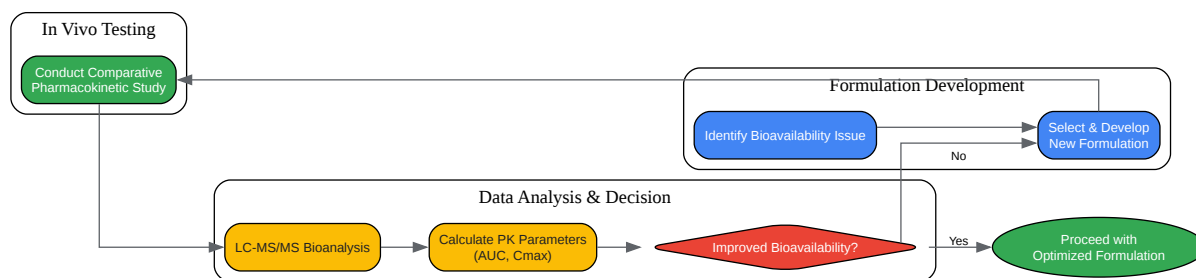 In Vivo Testing
Conduct Comparative
Pharmacokinetic Study
Formulation Development
Identify Bioavailability Issue
Select & Develop
New Formulation
No
Data Analysis & Decision
LC-MS/MS Bioanalysis
Calculate PK Parameters
(AUC, Cmax)
Improved Bioavailability?
Yes
Proceed with
Optimized Formulation